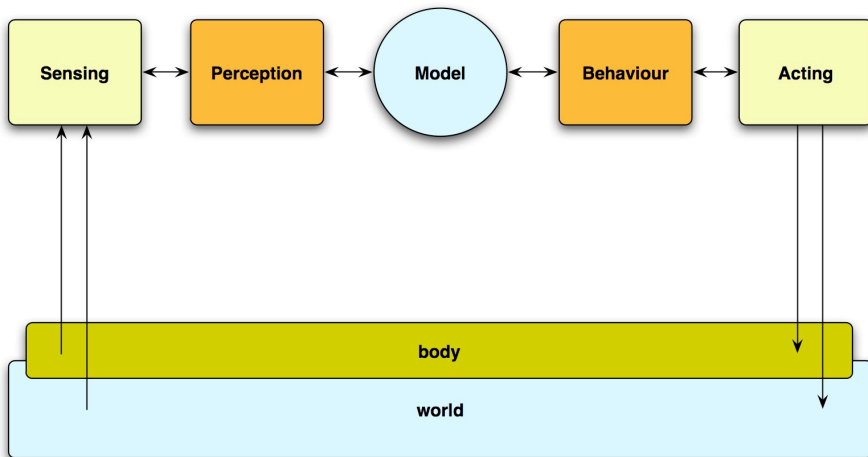 Sensing
Perception
Model
Behaviour
Acting
body
world